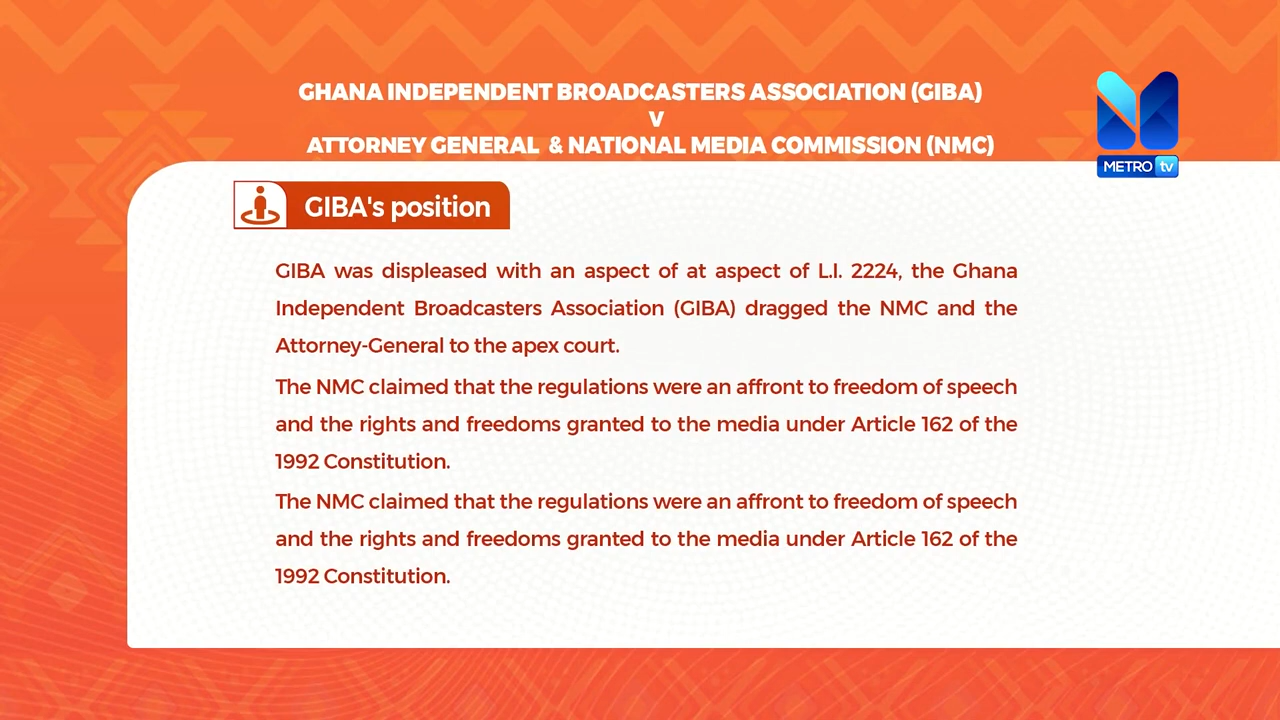 GHANA INDEPENDENT BROADCASTERS ASSOCIATION (GIBA)
V
ATTORNEY GENERAL & NATIONAL MEDIA COMMISSION (NMC)
METRO tv
GIBA's position
GIBA was displeased with an aspect of at aspect of L.I. 2224, the Ghana
Independent Broadcasters Association (GIBA) dragged the NMC and the
Attorney-General to the apex court.
The NMC claimed that the regulations were an affront to freedom of speech
and the rights and freedoms granted to the media under Article 162 of the
1992 Constitution.
The NMC claimed that the regulations were an affront to freedom of speech
and the rights and freedoms granted to the media under Article 162 of the
1992 Constitution.